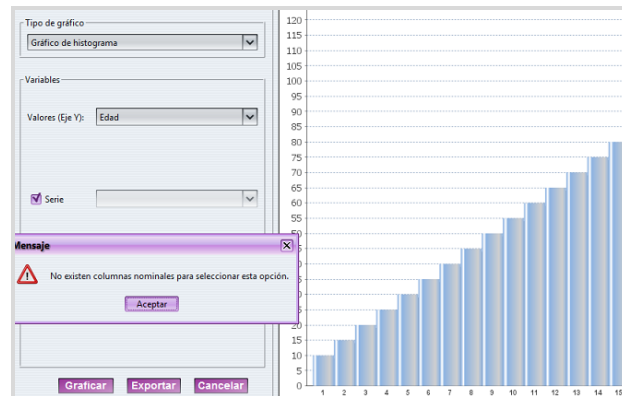 Tipo de gráfico
Gráfico de histograma
Variables
Valores (Eje Y):
Edad
Serie
Mensaje
No existen columnas nominales para seleccionar esta opción.
Aceptar
Graficar
Exportar
Cancelar
120
115
110
105
100
95
90
85
80
75
70
65
60
55
50
45
40
35
30
25
20
15
10
5
0
1 2 3 4 5 6 7 8 9 10 11 12 13 14 15